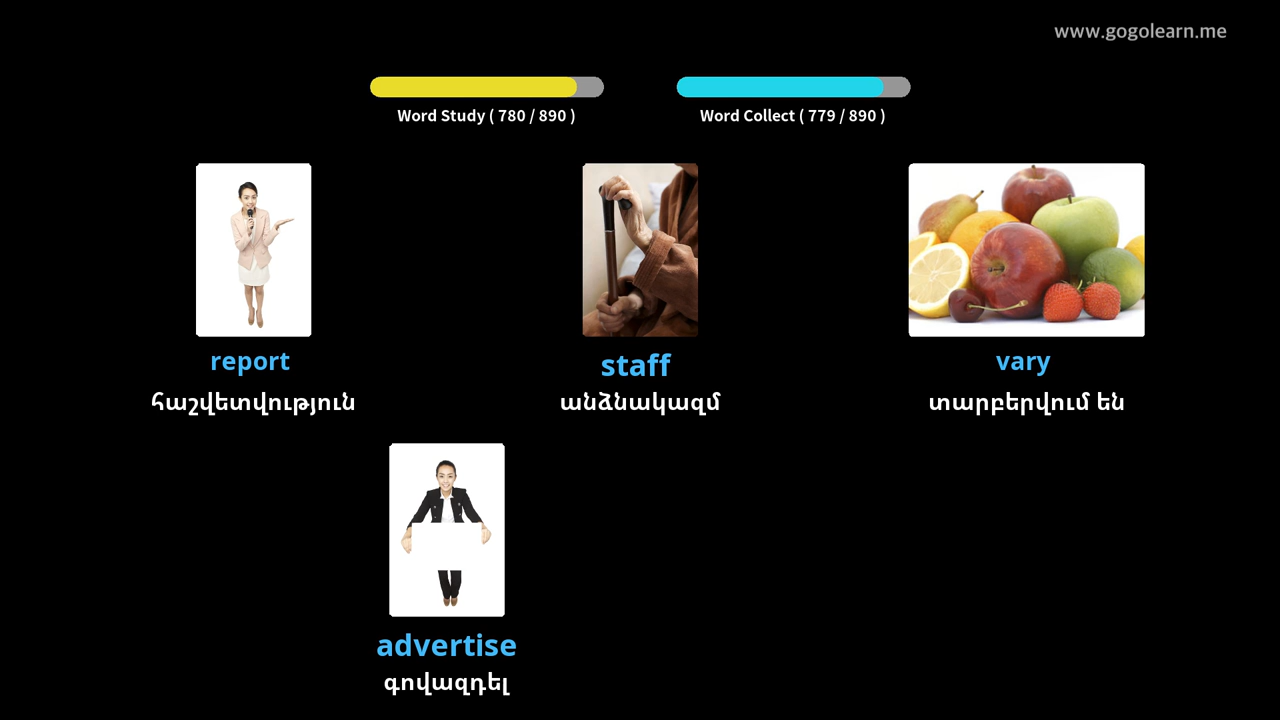 www.gogolearn.me
Word Study ( 780 / 890 )
Word Collect ( 779 / 890 )
report
staff
vary
հաշվետվություն
անձնակազմ
տարբերվում են
advertise
գովազդել